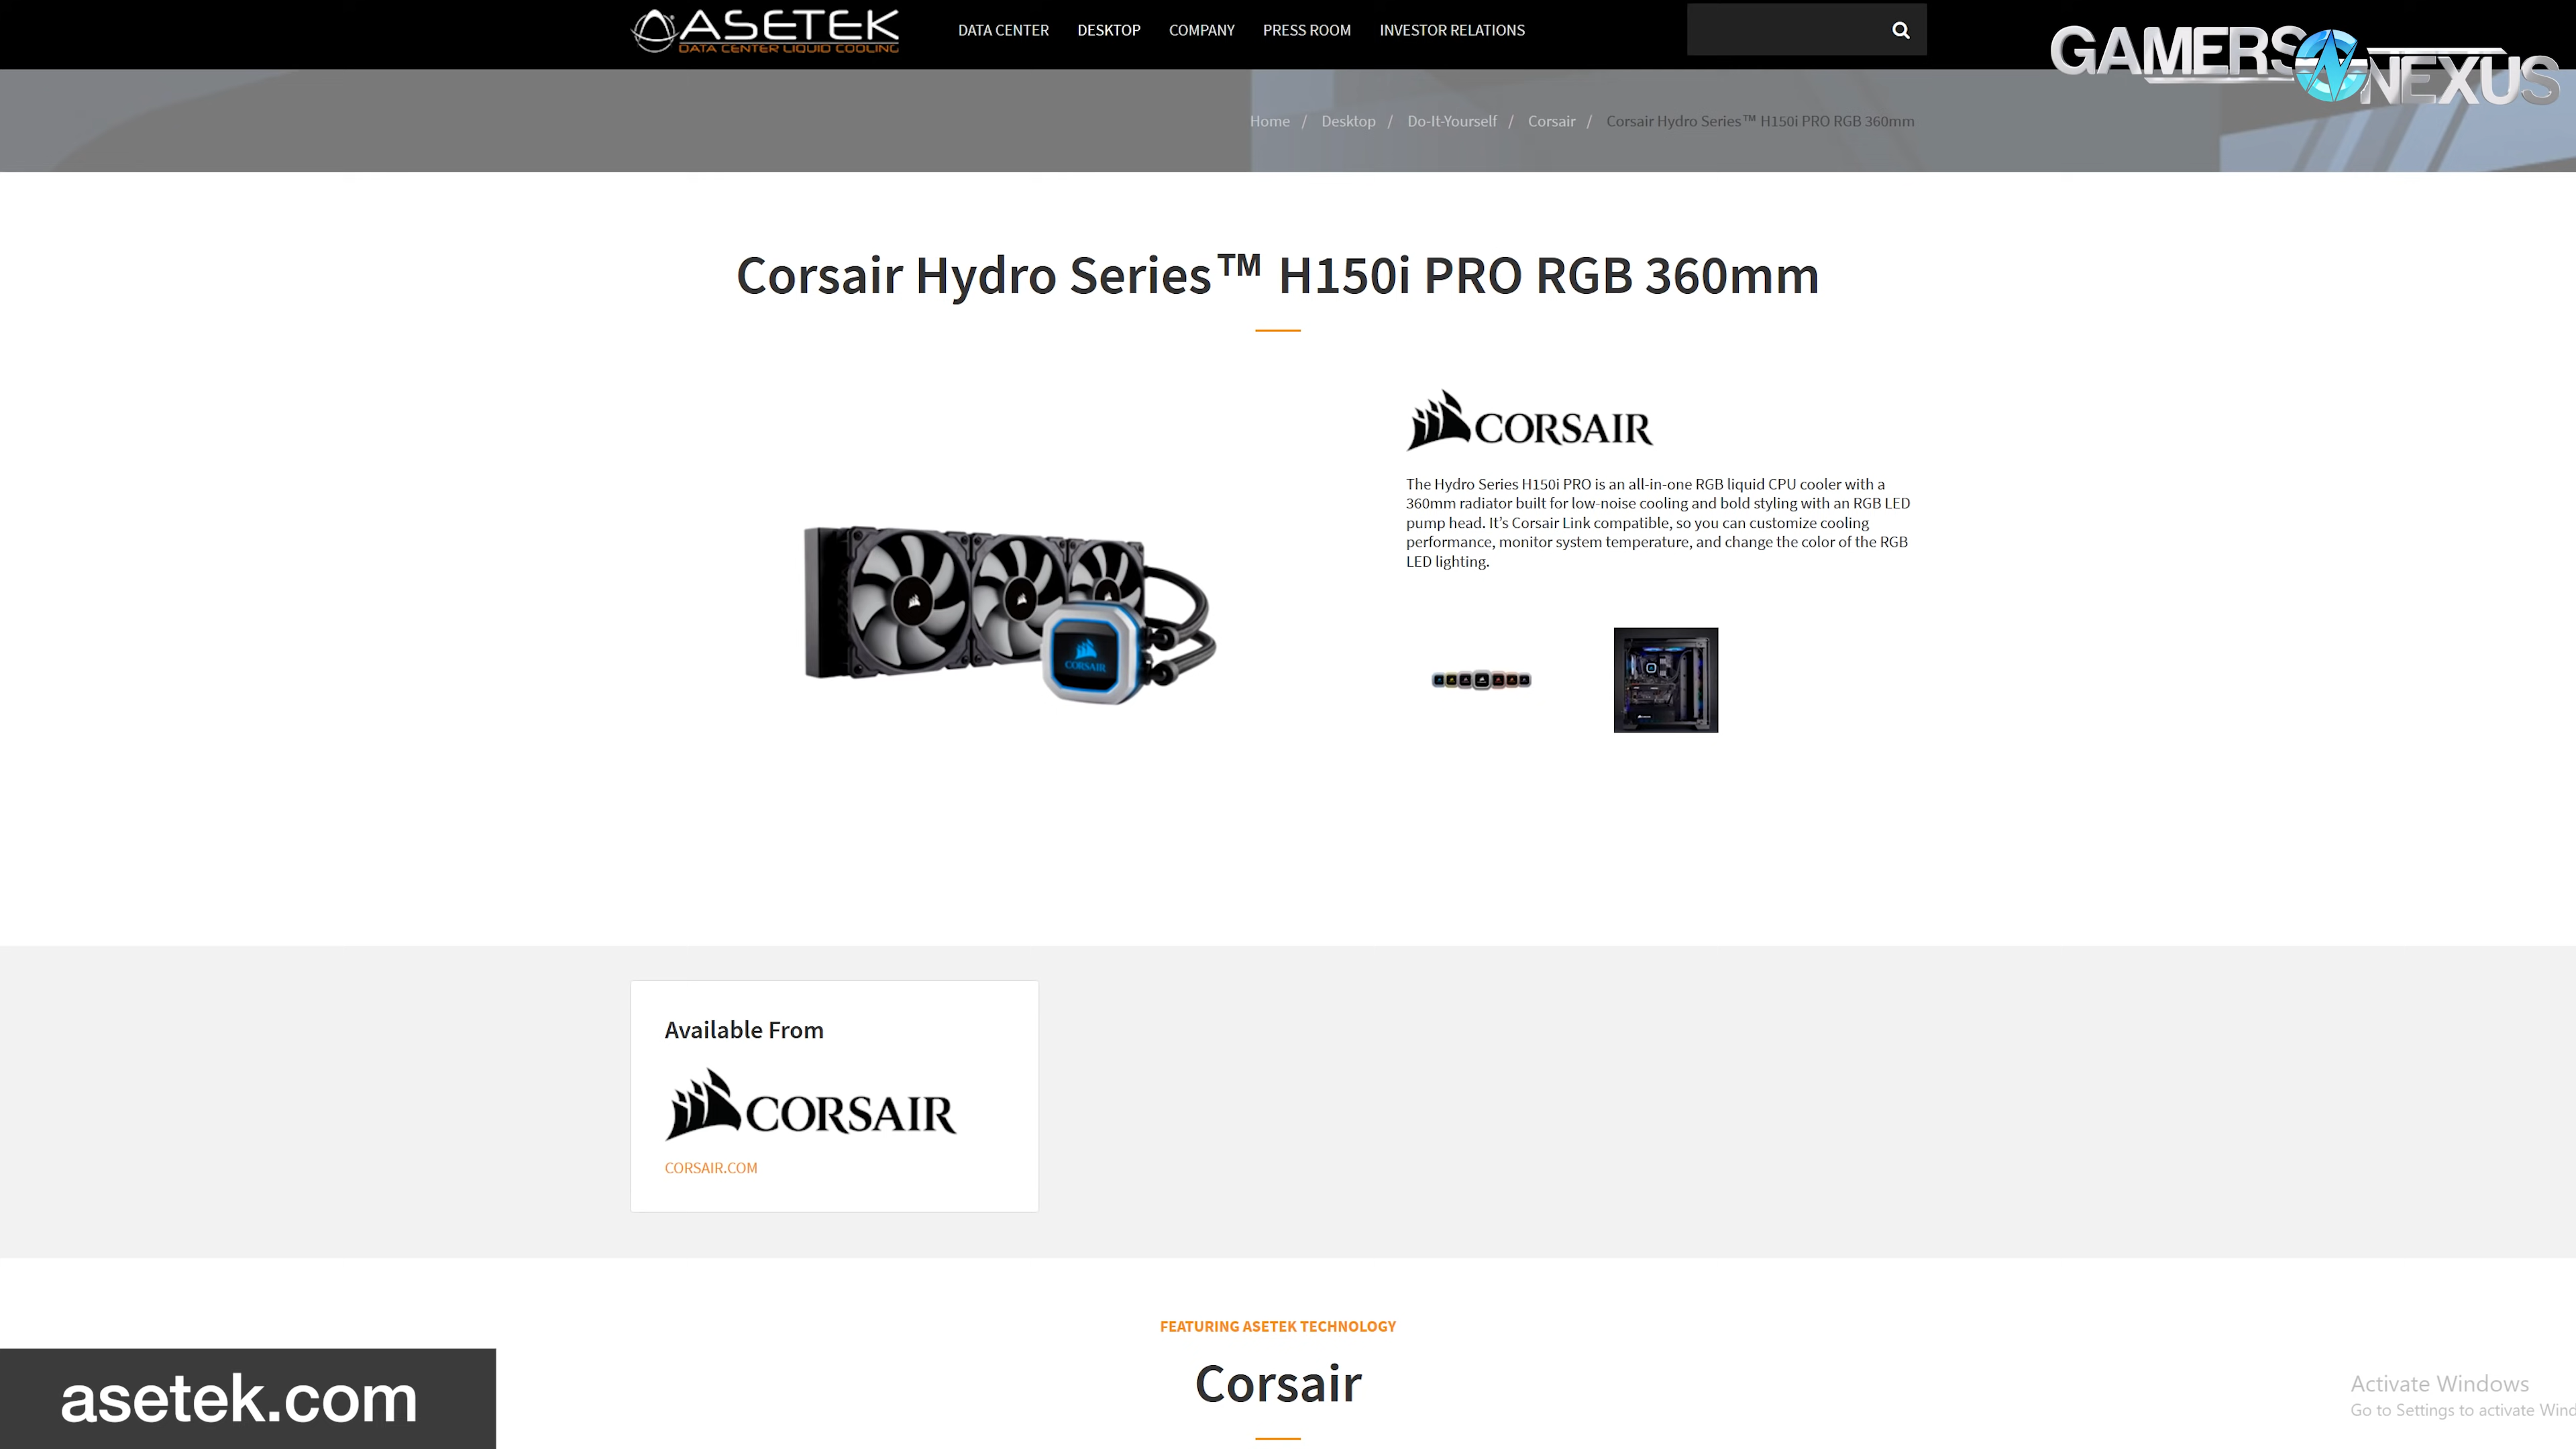 ASETEK
DATA CENTER LIQUID COOLING
DATA CENTER DESKTOP COMPANY PRESS ROOM INVESTOR RELATIONS
GAMERS NEXUS
Home / Desktop / Do-It-Yourself / Corsair / Corsair Hydro Series™ H150i PRO RGB 360mm
Corsair Hydro Series™ H150i PRO RGB 360mm
CORSAIR
The Hydro Series H150i PRO is an all-in-one RGB liquid CPU cooler with a
360mm radiator built for low-noise cooling and bold styling with an RGB LED
pump head. It’s Corsair Link compatible, so you can customize cooling
performance, monitor system temperature, and change the color of the RGB
LED lighting.
CORSAIR
Available From
CORSAIR
CORSAIR.COM
FEATURING ASETEK TECHNOLOGY
Corsair
asetek.com
Activate Windows
Go to Settings to activate Wind